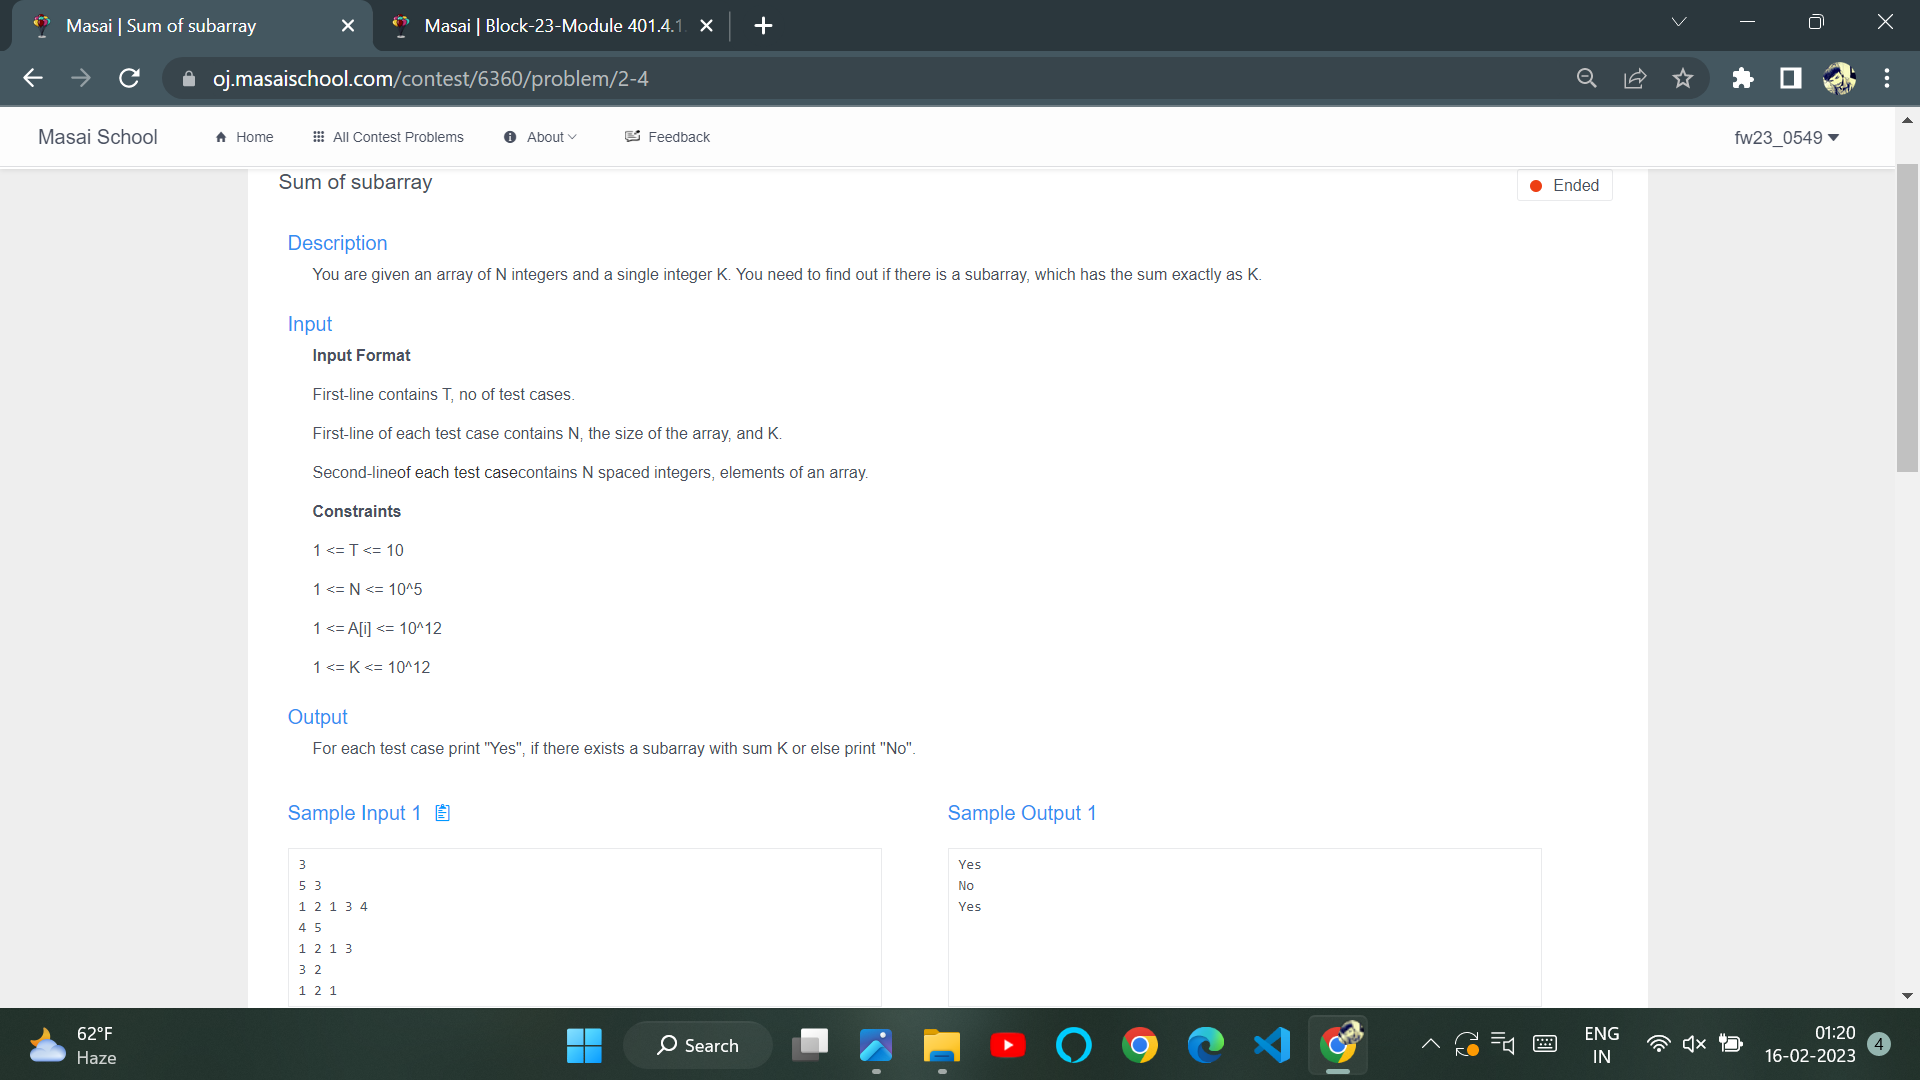 Masai | Sum of subarray
Masai | Block-23-Module 401.4.1
oj.masaischool.com/contest/6360/problem/2-4
Masai School
Home
All Contest Problems
About
Feedback
fw23_0549
Sum of subarray
Ended
Description
You are given an array of N integers and a single integer K. You need to find out if there is a subarray, which has the sum exactly as K.
Input
Input Format
First-line contains T, no of test cases.
First-line of each test case contains N, the size of the array, and K.
Second-lineof each test casecontains N spaced integers, elements of an array.
Constraints
1 <= T <= 10
1 <= N <= 10^5
1 <= A[i] <= 10^12
1 <= K <= 10^12
Output
For each test case print "Yes", if there exists a subarray with sum K or else print "No".
Sample Input 1
3
5 3
1 2 1 3 4
4 5
1 2 1 3
3 2
1 2 1
Sample Output 1
Yes
No
Yes
62°F
Haze
Search
ENG
IN
01:20
16-02-2023
4